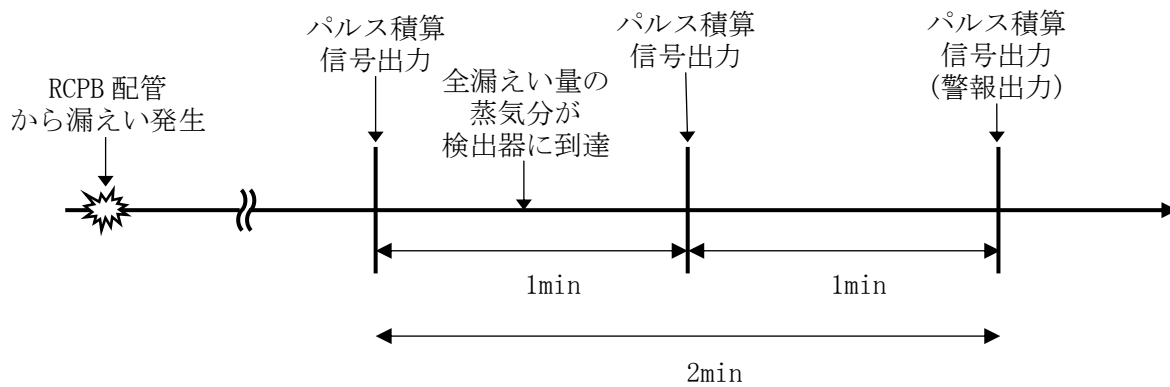 パルス積算
信号出力
パルス積算
信号出力
パルス積算
信号出力
(警報出力)
RCPB 配管
から漏えい発生
全漏えい量の
蒸気分が
検出器に到達
1min
1min
2min